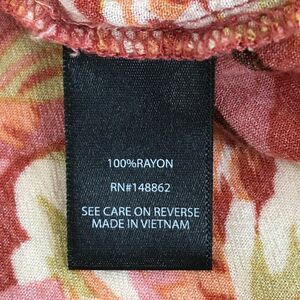 100%RAYON
RN#148862
SEE CARE ON REVERSE
MADE IN VIETNAM